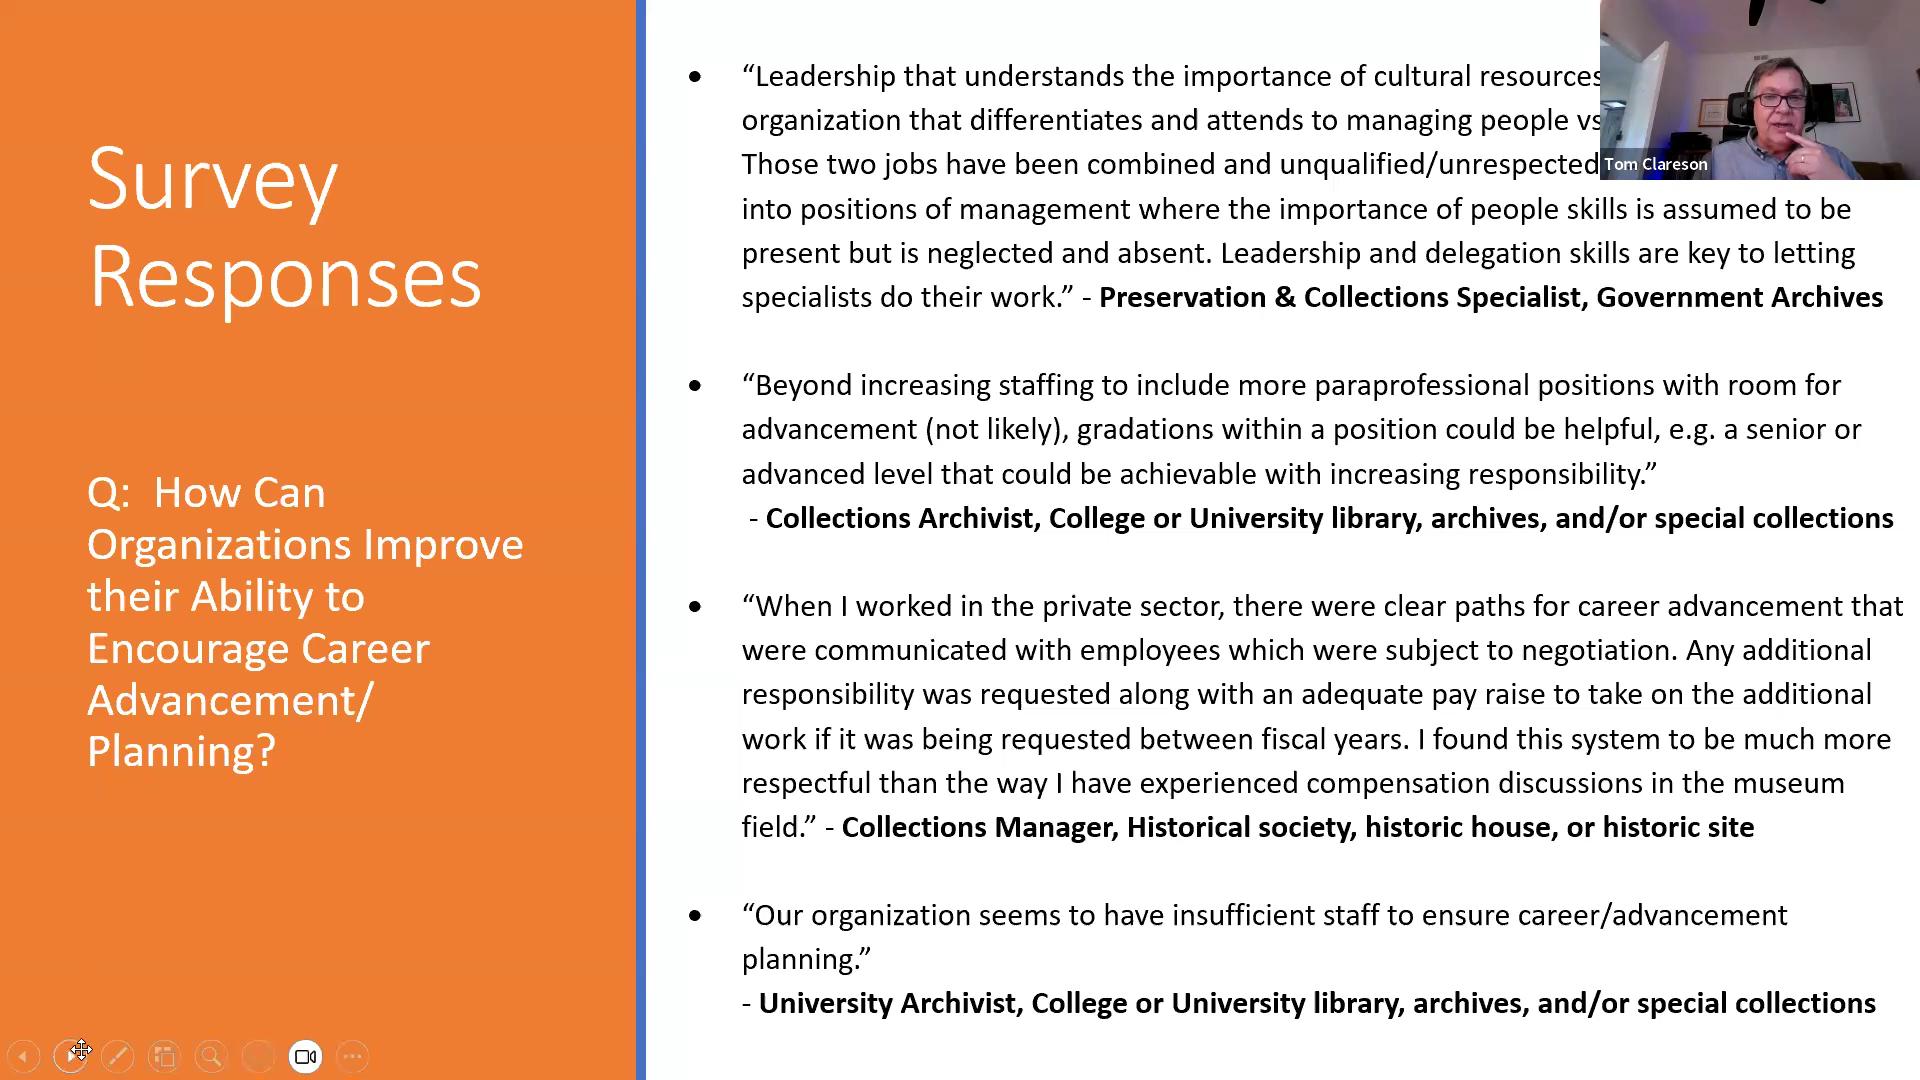 Survey
Responses
Q:  How Can
Organizations Improve
their Ability to
Encourage Career
Advancement/
Planning?
• “Leadership that understands the importance of cultural resources
organization that differentiates and attends to managing people vs
Those two jobs have been combined and unqualified/unrespected
into positions of management where the importance of people skills is assumed to be
present but is neglected and absent. Leadership and delegation skills are key to letting
specialists do their work.” - Preservation & Collections Specialist, Government Archives
• “Beyond increasing staffing to include more paraprofessional positions with room for
advancement (not likely), gradations within a position could be helpful, e.g. a senior or
advanced level that could be achievable with increasing responsibility.”
- Collections Archivist, College or University library, archives, and/or special collections
• “When I worked in the private sector, there were clear paths for career advancement that
were communicated with employees which were subject to negotiation. Any additional
responsibility was requested along with an adequate pay raise to take on the additional
work if it was being requested between fiscal years. I found this system to be much more
respectful than the way I have experienced compensation discussions in the museum
field.” - Collections Manager, Historical society, historic house, or historic site
• “Our organization seems to have insufficient staff to ensure career/advancement
planning.”
- University Archivist, College or University library, archives, and/or special collections
Tom Clareson